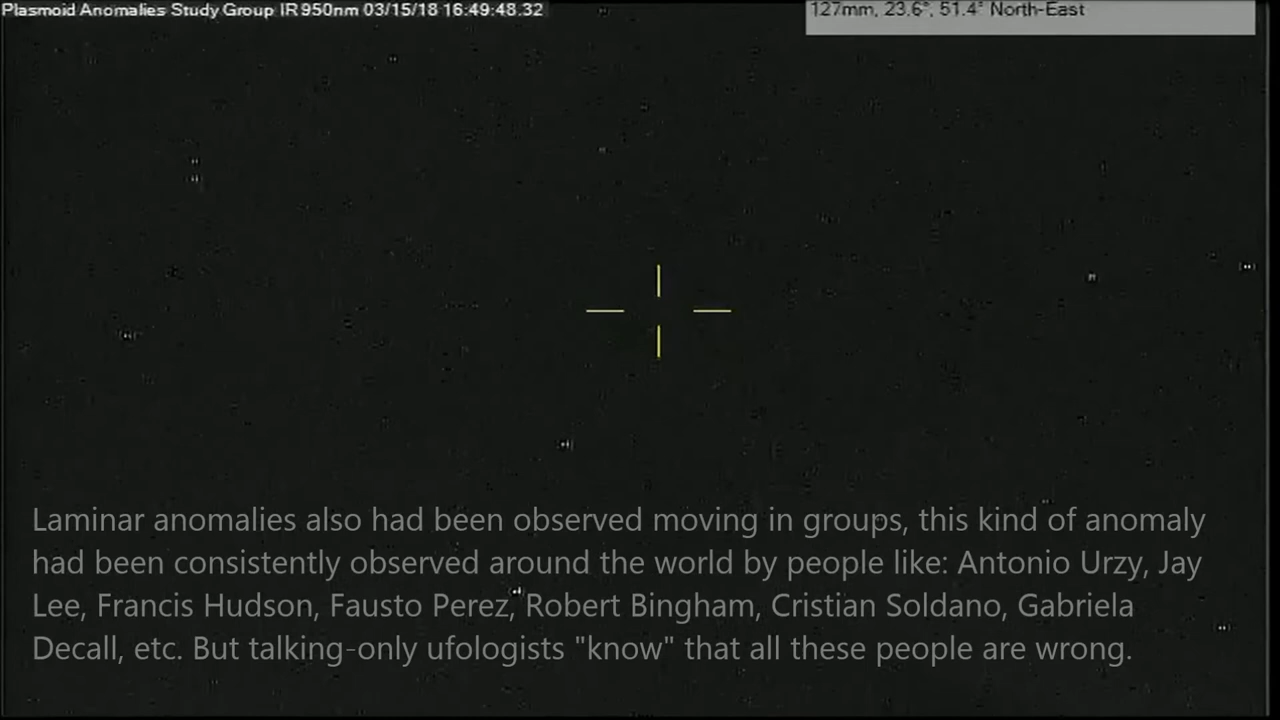 Plasmoid Anomalies Study Group IR 950nm 03/15/18 16:49:48.32
127mm, 23.6°, 51.4° North-East
Laminar anomalies also had been observed moving in groups, this kind of anomaly
had been consistently observed around the world by people like: Antonio Urzy, Jay
Lee, Francis Hudson, Fausto Perez, Robert Bingham, Cristian Soldano, Gabriela
Decall, etc. But talking-only ufologists "know" that all these people are wrong.